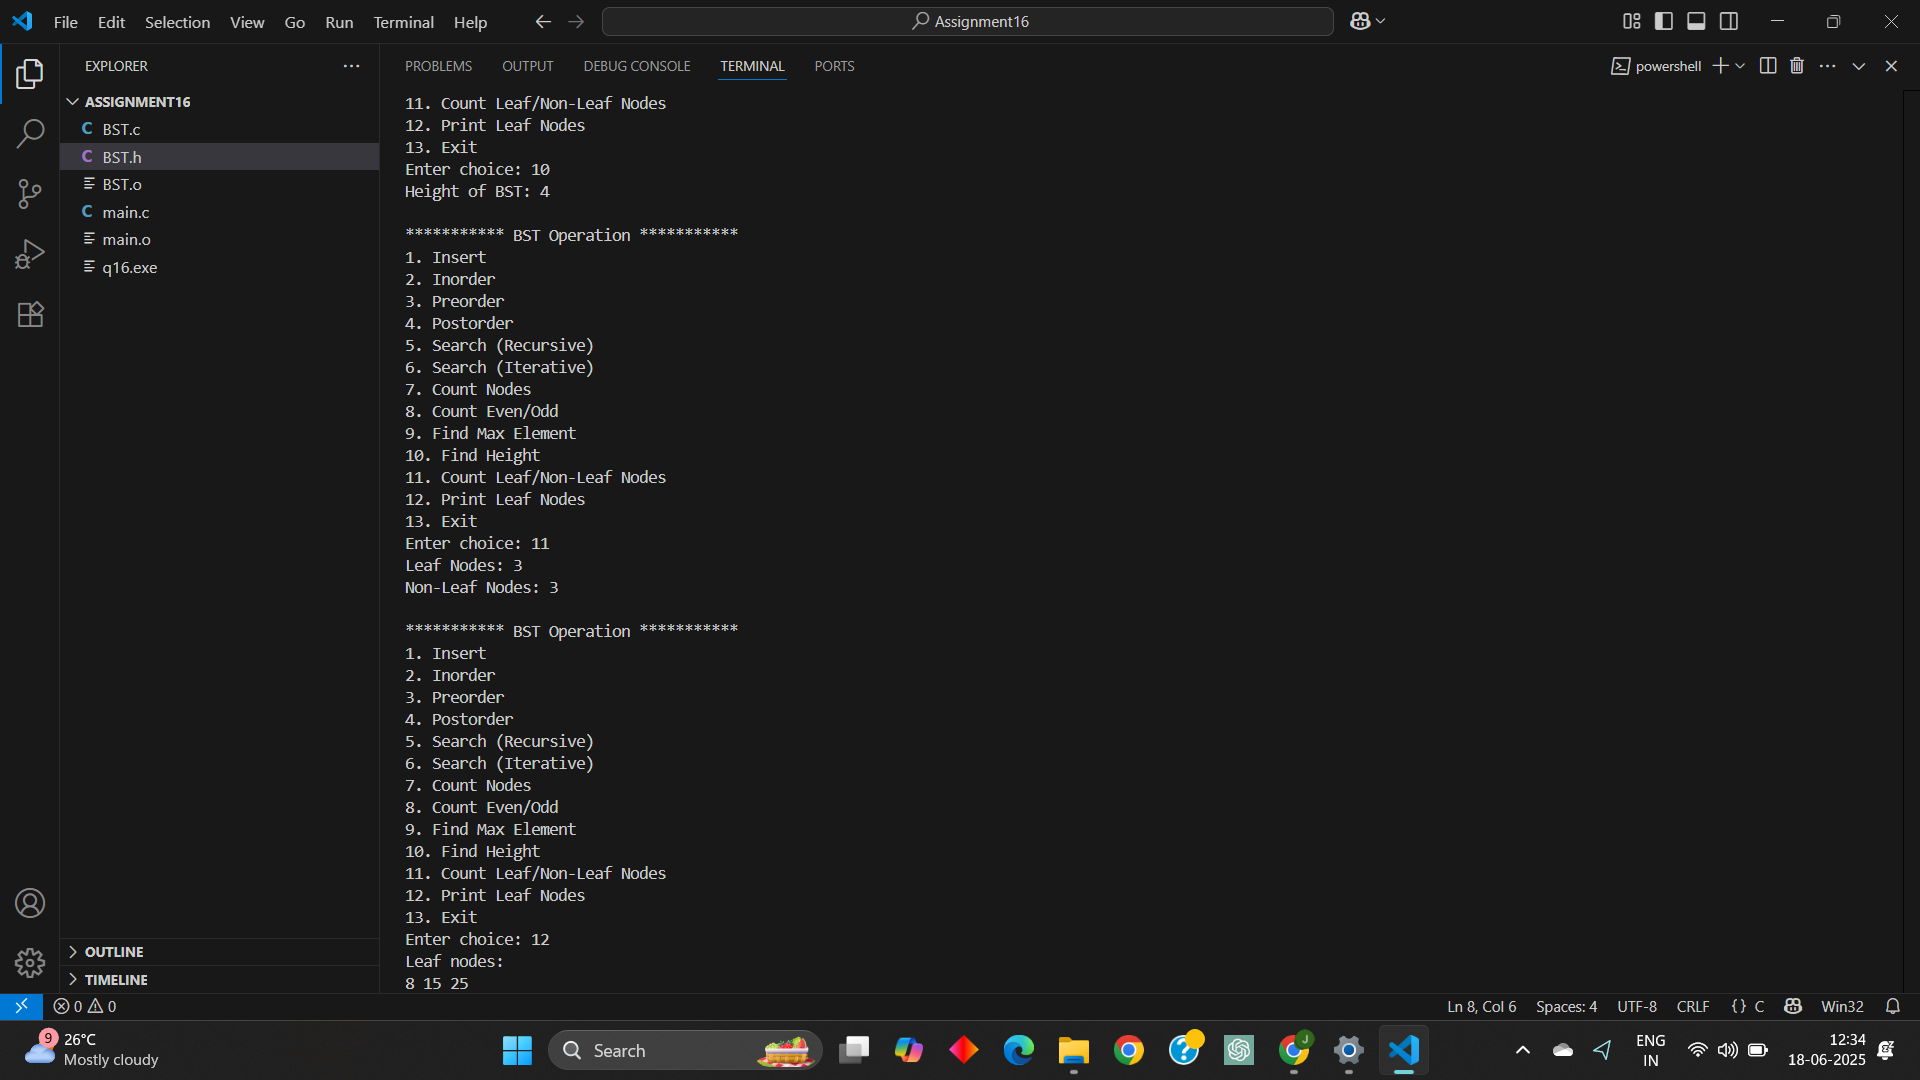 File Edit Selection View Go Run Terminal Help
Assignment16
EXPLORER
ASSIGNMENT16
C BST.c
C BST.h
BST.o
C main.c
main.o
q16.exe
OUTLINE
TIMELINE
PROBLEMS OUTPUT DEBUG CONSOLE TERMINAL PORTS
powershell
11. Count Leaf/Non-Leaf Nodes
12. Print Leaf Nodes
13. Exit
Enter choice: 10
Height of BST: 4
*********** BST Operation ***********
1. Insert
2. Inorder
3. Preorder
4. Postorder
5. Search (Recursive)
6. Search (Iterative)
7. Count Nodes
8. Count Even/Odd
9. Find Max Element
10. Find Height
11. Count Leaf/Non-Leaf Nodes
12. Print Leaf Nodes
13. Exit
Enter choice: 11
Leaf Nodes: 3
Non-Leaf Nodes: 3
*********** BST Operation ***********
1. Insert
2. Inorder
3. Preorder
4. Postorder
5. Search (Recursive)
6. Search (Iterative)
7. Count Nodes
8. Count Even/Odd
9. Find Max Element
10. Find Height
11. Count Leaf/Non-Leaf Nodes
12. Print Leaf Nodes
13. Exit
Enter choice: 12
Leaf nodes:
8 15 25
0 0
Ln 8, Col 6 Spaces: 4 UTF-8 CRLF {} C Win32
9 26°C
Mostly cloudy
Search
J
ENG
IN
12:34
18-06-2025